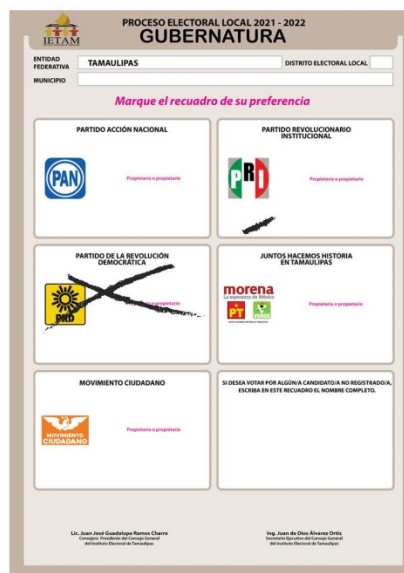 IETAM
PROCESO ELECTORAL LOCAL 2021 - 2022
GUBERNATURA
ENTIDAD FEDERATIVA
TAMAULIPAS
DISTRITO ELECTORAL LOCAL
MUNICIPIO
Marque el recuadro de su preferencia
PARTIDO ACCIÓN NACIONAL
PAN
Propietaria o propietario
PARTIDO REVOLUCIONARIO
INSTITUCIONAL
PRI
Propietaria o propietario
PARTIDO DE LA REVOLUCIÓN
DEMOCRÁTICA
PRD
propietario
JUNTOS HACEMOS HISTORIA
EN TAMAULIPAS
morena
La esperanza de México
PT
VERDE
Propietaria o propietario
MOVIMIENTO CIUDADANO
MOVIMIENTO
CIUDADANO
Propietaria o propietario
SI DESEA VOTAR POR ALGÚN/A CANDIDATO/A NO REGISTRADO/A,
ESCRIBA EN ESTE RECUADRO EL NOMBRE COMPLETO.
Lic. Juan José Guadalupe Ramos Charre
Consejero Presidente del Consejo General
del Instituto Electoral de Tamaulipas
Ing. Juan de Dios Álvarez Ortiz
Secretario Ejecutivo del Consejo General
del Instituto Electoral de Tamaulipas